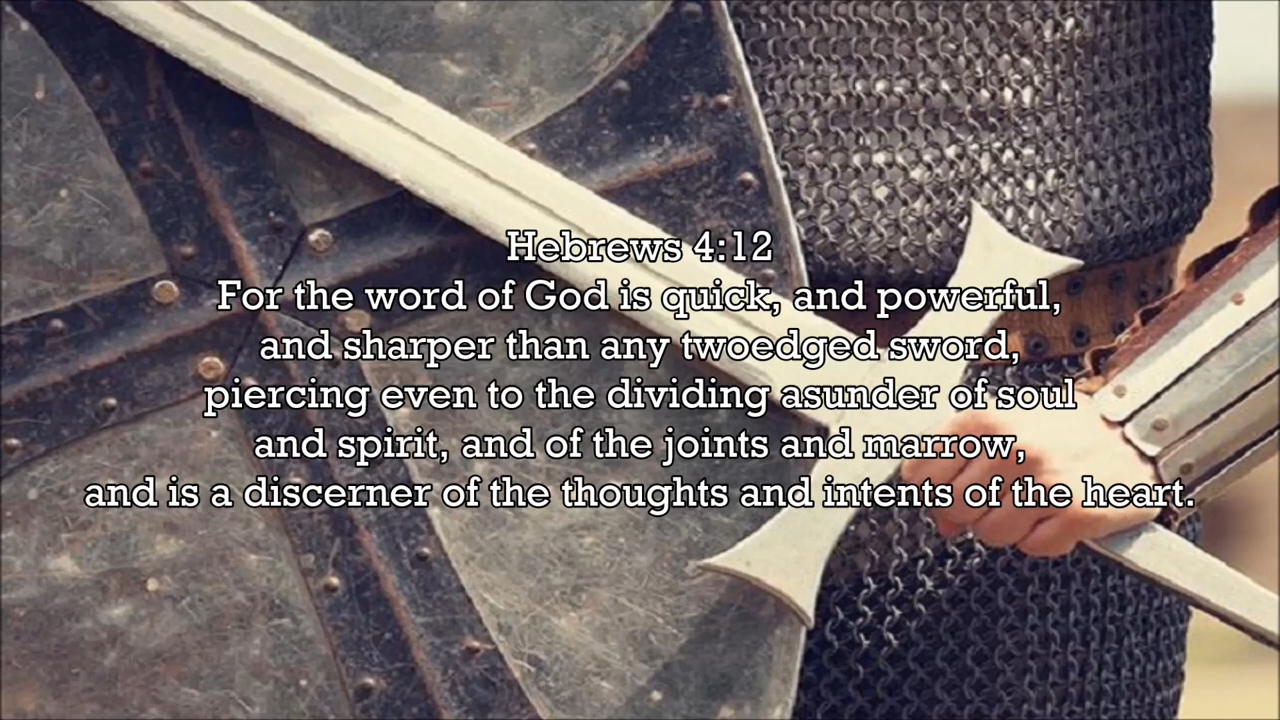 Hebrews 4:12
For the word of God is quick, and powerful,
and sharper than any twoedged sword,
piercing even to the dividing asunder of soul
and spirit, and of the joints and marrow,
and is a discerner of the thoughts and intents of the heart.